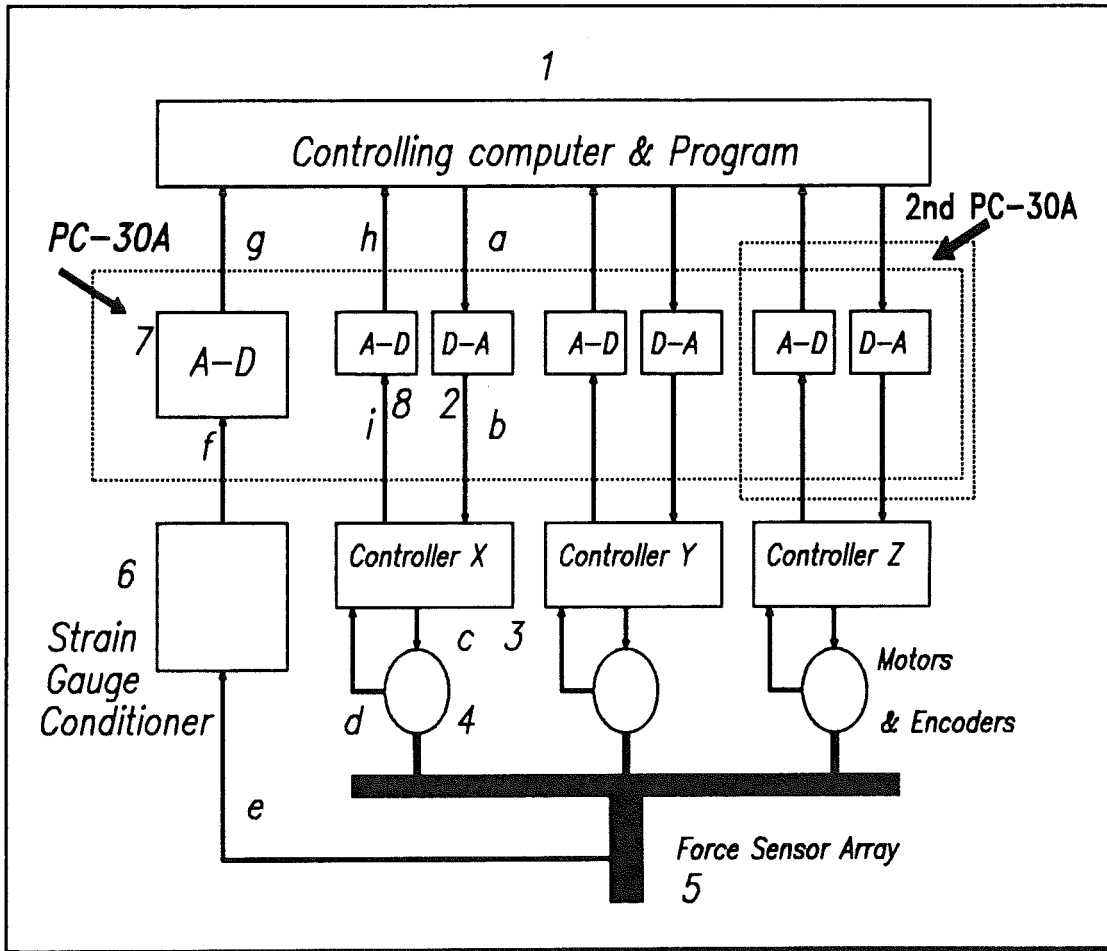 1
Controlling computer & Program
2nd PC-30A
PC-30A
g
h
a
7
A-D
A-D
D-A
A-D
D-A
A-D
D-A
8
2
f
i
b
6
Controller X
Controller Y
Controller Z
Strain
Gauge
Conditioner
c
3
d
4
Motors
& Encoders
e
Force Sensor Array
5